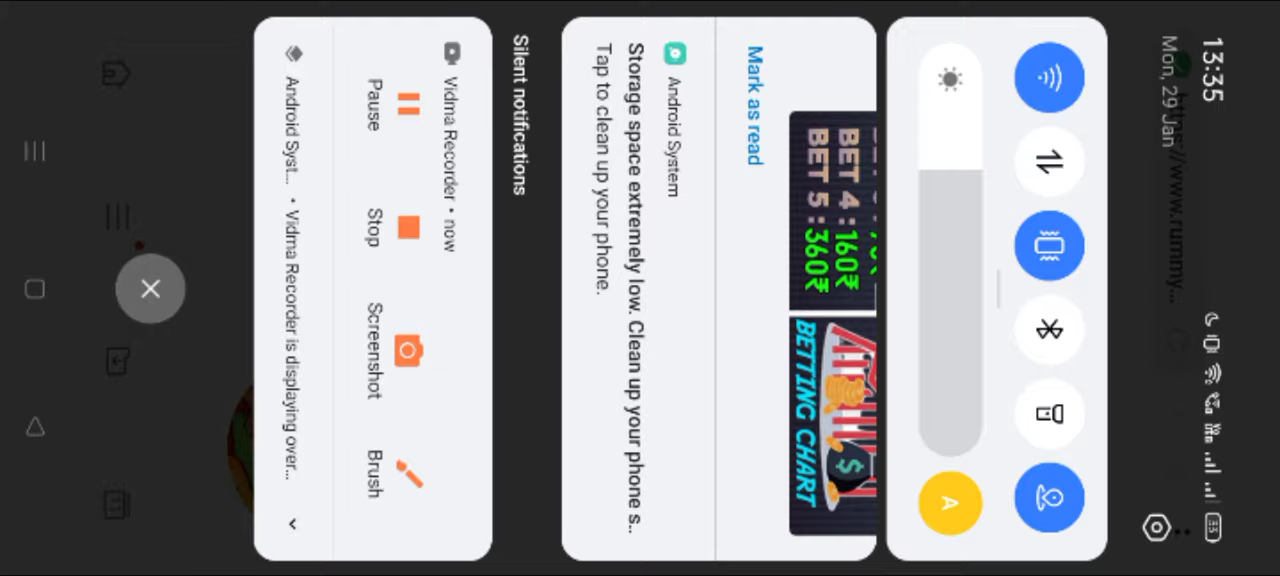 13:35
Mon, 29 Jan
https://www.rummy...
33
A
BET 4 :160₹
BET 5 :360₹
BETTING CHART
Mark as read
Android System
Storage space extremely low. Clean up your phone s..
Tap to clean up your phone.
Silent notifications
Vidma Recorder • now
Pause
Stop
Screenshot
Brush
Android Syst... • Vidma Recorder is displaying over...